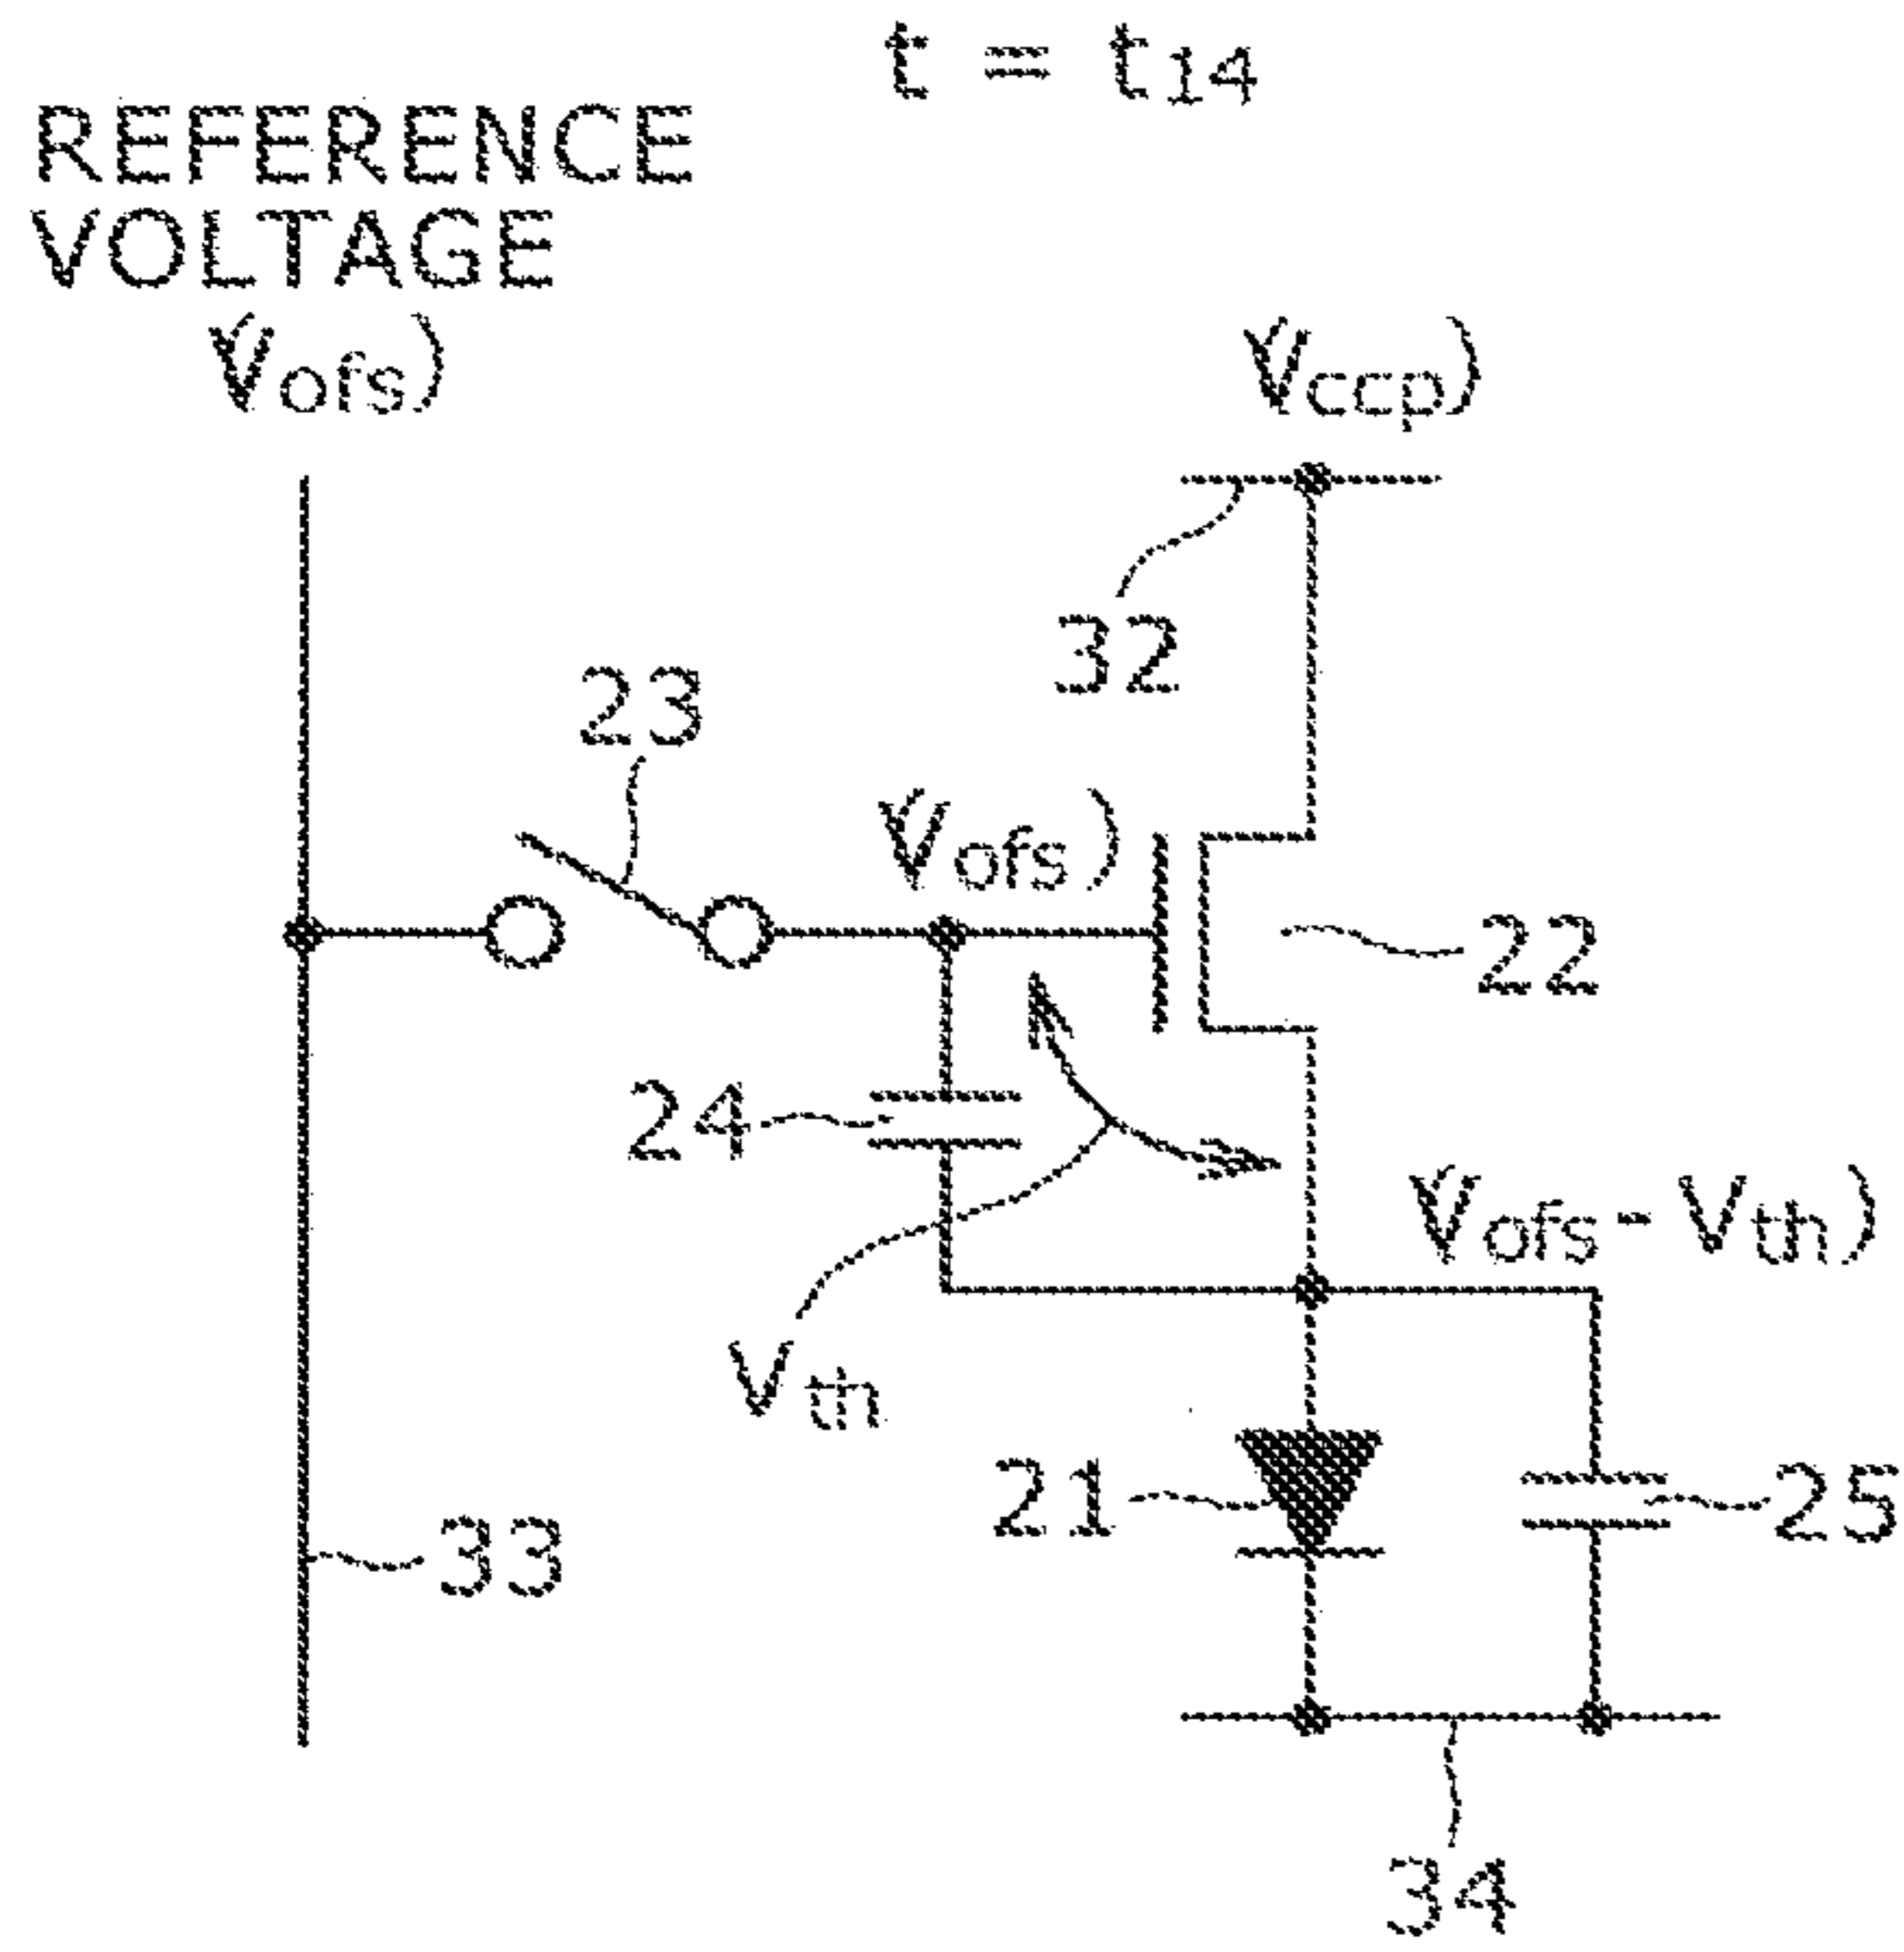 t = t14
REFERENCE
VOLTAGE
(Vofs)
(Vccp)
32
23
(Vofs)
22
24
(Vofs-Vth)
Vth
21
25
33
34